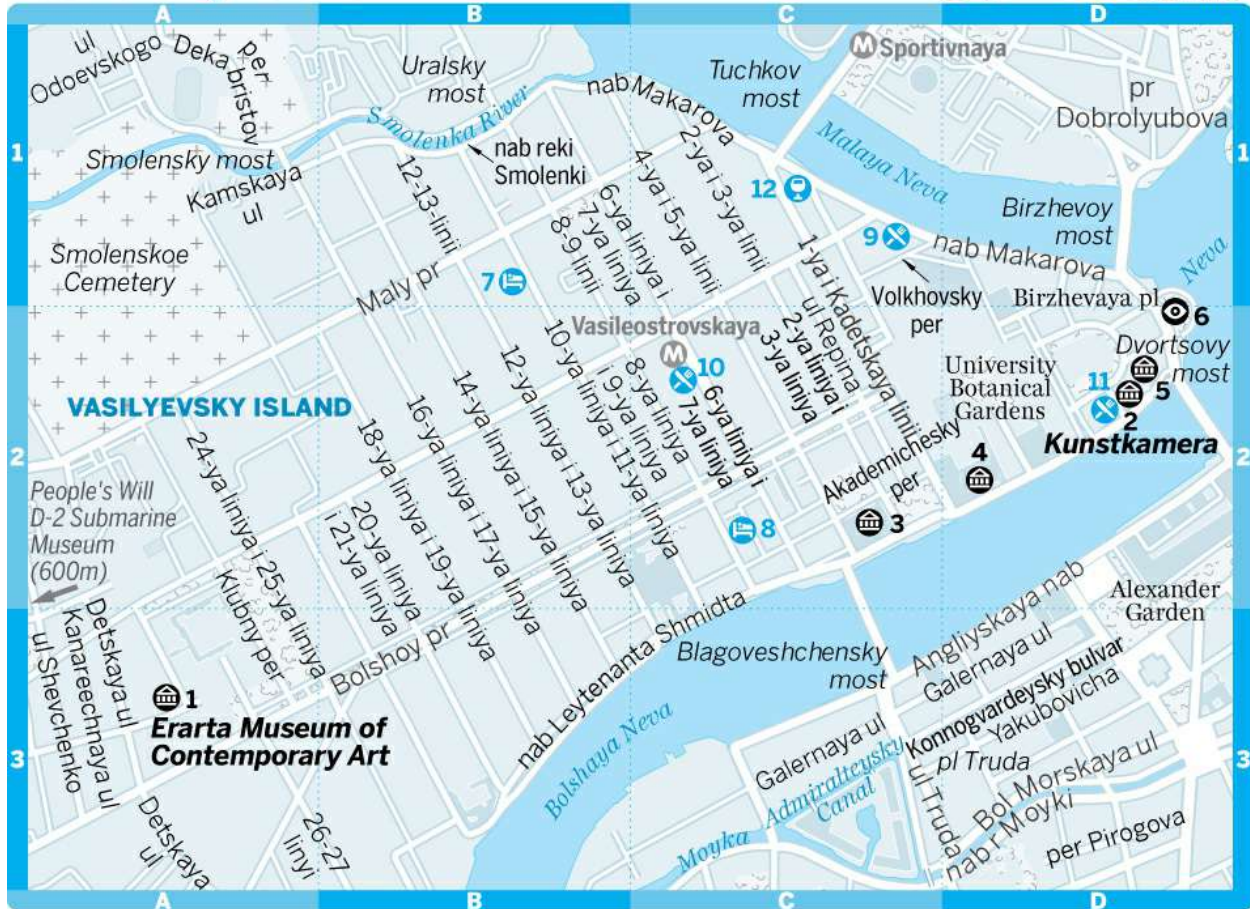 A
B
C
D
ul
Odoevskogo
Deka
bristov
per
Uralsky
most
Smolenka River
nab Makarova
Tuchkov
most
Sportivnaya
pr
Dobrolyubova
1
1
Smolensky most
Kamskaya
ul
nab reki
Smolenki
12-13-linii
6-ya liniya i
7-ya liniya
8-9 linii
4-ya i 5-ya linii
2-ya i 3-ya linii
12
Malaya Neva
Birzhevoy
most
9
nab Makarova
Neva
Smolenskoe
Cemetery
Maly pr
7
1-ya i Kadetskaya linii
ul Repina
Volkhovsky
per
Birzhevaya pl
6
Vasileostrovskaya
10
2-ya liniya i
3-ya liniya
University
Botanical
Gardens
Dvortsovy
most
11
5
2
Kunstkamera
VASILYEVSKY ISLAND
2
2
24-ya liniya i 25-ya liniya
18-ya liniya i 19-ya liniya
16-ya liniya i 17-ya liniya
14-ya liniya i 15-ya liniya
12-ya liniya i 13-ya liniya
10-ya liniya i 11-ya liniya
8-ya liniya
i 9-ya liniya
6-ya liniya i
7-ya liniya
20-ya liniya
i 21-ya liniya
Akademichesky
per
4
3
8
People's Will
D-2 Submarine
Museum
(600m)
Detskaya ul
Kanareechnaya ul
ul Shevchenko
Klubny per
Bolshoy pr
nab Leytenanta Shmidta
Blagoveshchensky
most
Angliyskaya nab
Galernaya ul
Alexander
Garden
Konnogvardeysky bulvar
Yakubovicha
1
Erarta Museum of
Contemporary Art
3
3
Bolshaya Neva
Galernaya ul
Admiralteysky
Canal
ul Truda
pl Truda
Bol Morskaya ul
nab r Moyki
per Pirogova
Moyka
Detskaya
ul
26-27
linyi
A
B
C
D